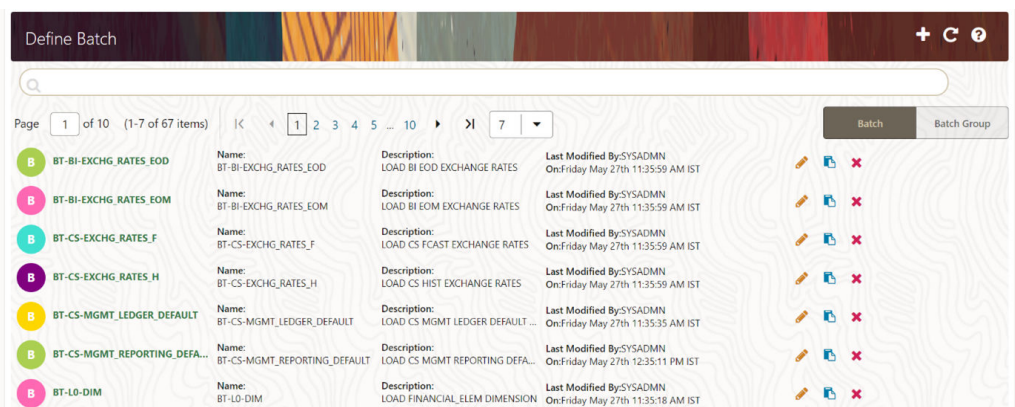 Define Batch
Page 1 of 10 (1-7 of 67 items) 1 2 3 4 5 ... 10 7 Batch Batch Group
B BT-BI-EXCHG_RATES_EOD Name: Description: Last Modified By:SYSADMN
BT-BI-EXCHG_RATES_EOD LOAD BI EOD EXCHANGE RATES On:Friday May 27th 11:35:59 AM IST
B BT-BI-EXCHG_RATES_EOM Name: Description: Last Modified By:SYSADMN
BT-BI-EXCHG_RATES_EOM LOAD BI EOM EXCHANGE RATES On:Friday May 27th 11:35:59 AM IST
B BT-CS-EXCHG_RATES_F Name: Description: Last Modified By:SYSADMN
BT-CS-EXCHG_RATES_F LOAD CS FCAST EXCHANGE RATES On:Friday May 27th 11:35:59 AM IST
B BT-CS-EXCHG_RATES_H Name: Description: Last Modified By:SYSADMN
BT-CS-EXCHG_RATES_H LOAD CS HIST EXCHANGE RATES On:Friday May 27th 11:35:59 AM IST
B BT-CS-MGMT_LEDGER_DEFAULT Name: Description: Last Modified By:SYSADMN
BT-CS-MGMT_LEDGER_DEFAULT LOAD CS MGMT LEDGER DEFAULT ... On:Friday May 27th 11:35:35 AM IST
B BT-CS-MGMT_REPORTING_DEFA... Name: Description: Last Modified By:SYSADMN
BT-CS-MGMT_REPORTING_DEFAULT LOAD CS MGMT REPORTING DEFA... On:Friday May 27th 12:35:11 PM IST
B BT-L0-DIM Name: Description: Last Modified By:SYSADMN
BT-L0-DIM LOAD FINANCIAL_ELEM DIMENSION On:Friday May 27th 11:35:18 AM IST